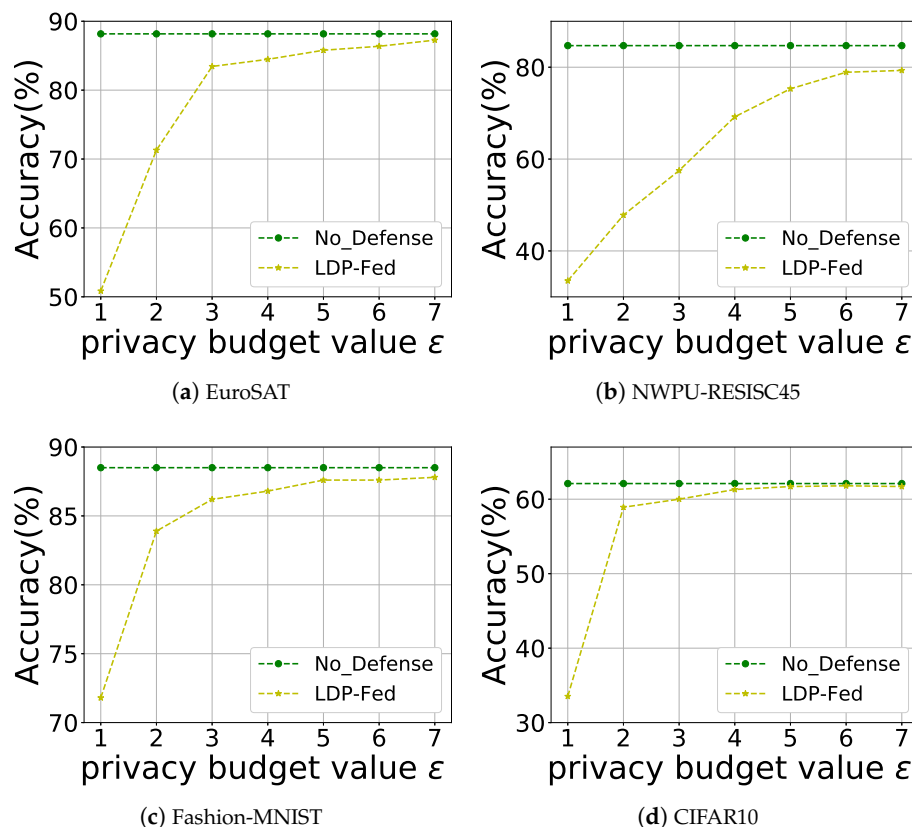 90
80
70
60
50
Accuracy(%)
No_Defense
LDP-Fed
1 2 3 4 5 6 7
privacy budget value ε
(a) EuroSAT
80
60
40
Accuracy(%)
No_Defense
LDP-Fed
1 2 3 4 5 6 7
privacy budget value ε
(b) NWPU-RESISC45
90
85
80
75
70
Accuracy(%)
No_Defense
LDP-Fed
1 2 3 4 5 6 7
privacy budget value ε
(c) Fashion-MNIST
60
50
40
30
Accuracy(%)
No_Defense
LDP-Fed
1 2 3 4 5 6 7
privacy budget value ε
(d) CIFAR10